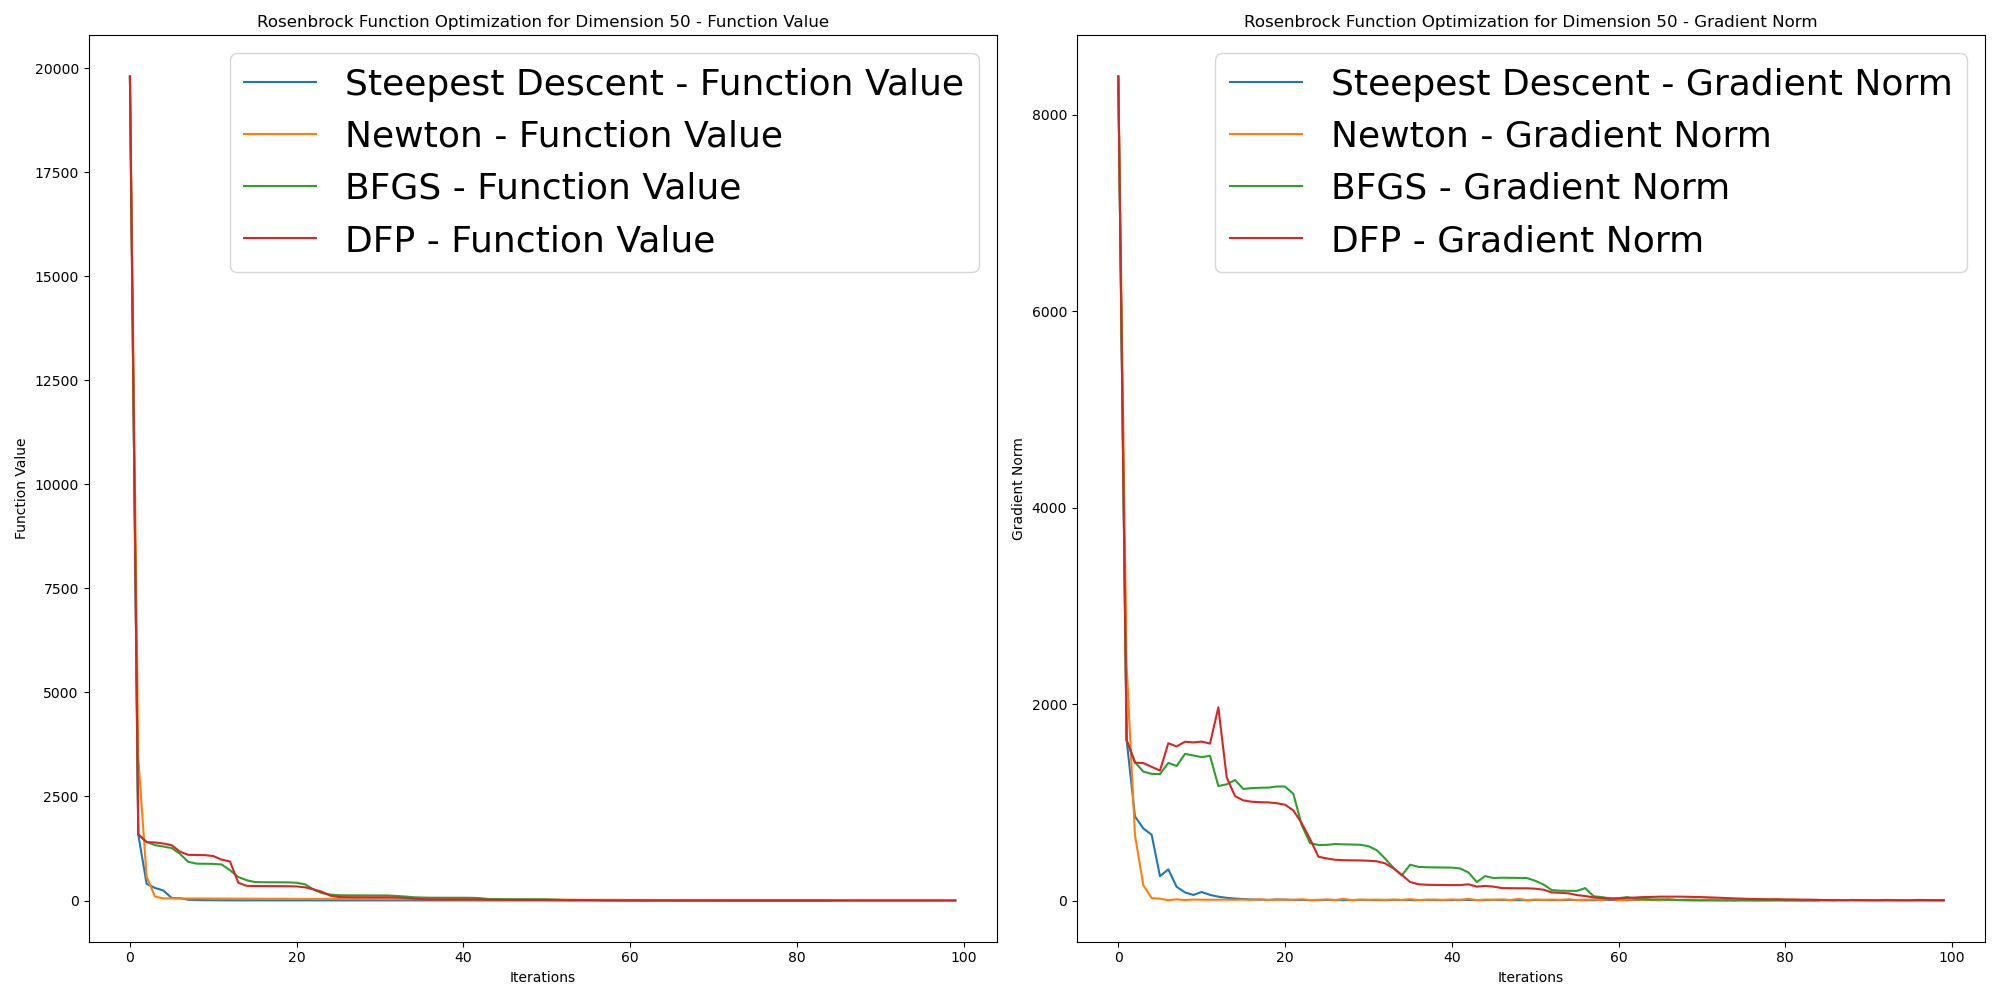 Rosenbrock Function Optimization for Dimension 50 - Function Value
Steepest Descent - Function Value
Newton - Function Value
BFGS - Function Value
DFP - Function Value
Function Value
20000
17500
15000
12500
10000
7500
5000
2500
0
0 20 40 60 80 100
Iterations
Rosenbrock Function Optimization for Dimension 50 - Gradient Norm
Steepest Descent - Gradient Norm
Newton - Gradient Norm
BFGS - Gradient Norm
DFP - Gradient Norm
Gradient Norm
8000
6000
4000
2000
0
0 20 40 60 80 100
Iterations